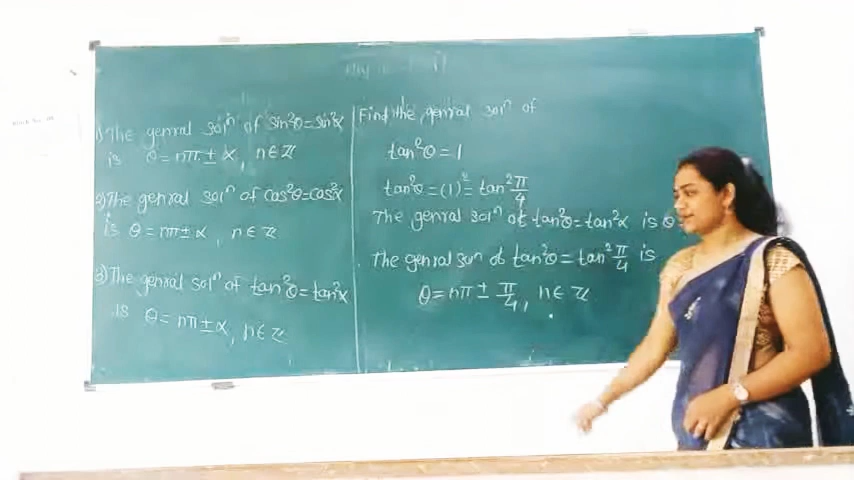 1) The genral solⁿ of sin²θ=sin²α
is θ=nπ ± α, n∈Z
2) The genral solⁿ of cos²θ=cos²α
is θ=nπ±α, n∈Z
3) The genral solⁿ of tan²θ=tan²α
is θ=nπ±α, n∈Z
Find the genral solⁿ of
tan²θ=1
tan²θ=(1)²= tan² π/4
The genral solⁿ of tan²θ=tan²α is θ
The genral solⁿ of tan²θ=tan² π/4 is
θ=nπ ± π/4, n∈Z